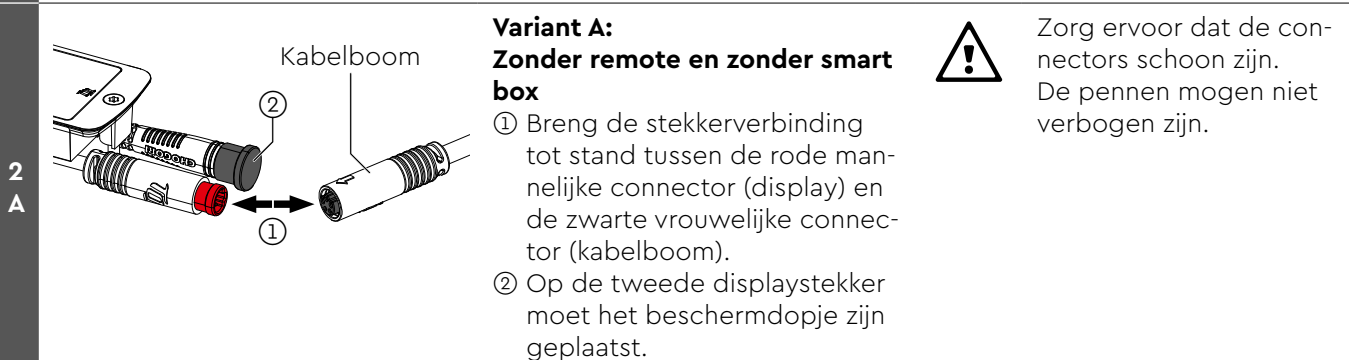 2
A
Kabelboom
②
①
Variant A:
Zonder remote en zonder smart
box
① Breng de stekkerverbinding
tot stand tussen de rode man-
nelijke connector (display) en
de zwarte vrouwelijke connec-
tor (kabelboom).
② Op de tweede displaystekker
moet het beschermdopje zijn
geplaatst.
Zorg ervoor dat de con-
nectors schoon zijn.
De pennen mogen niet
verbogen zijn.